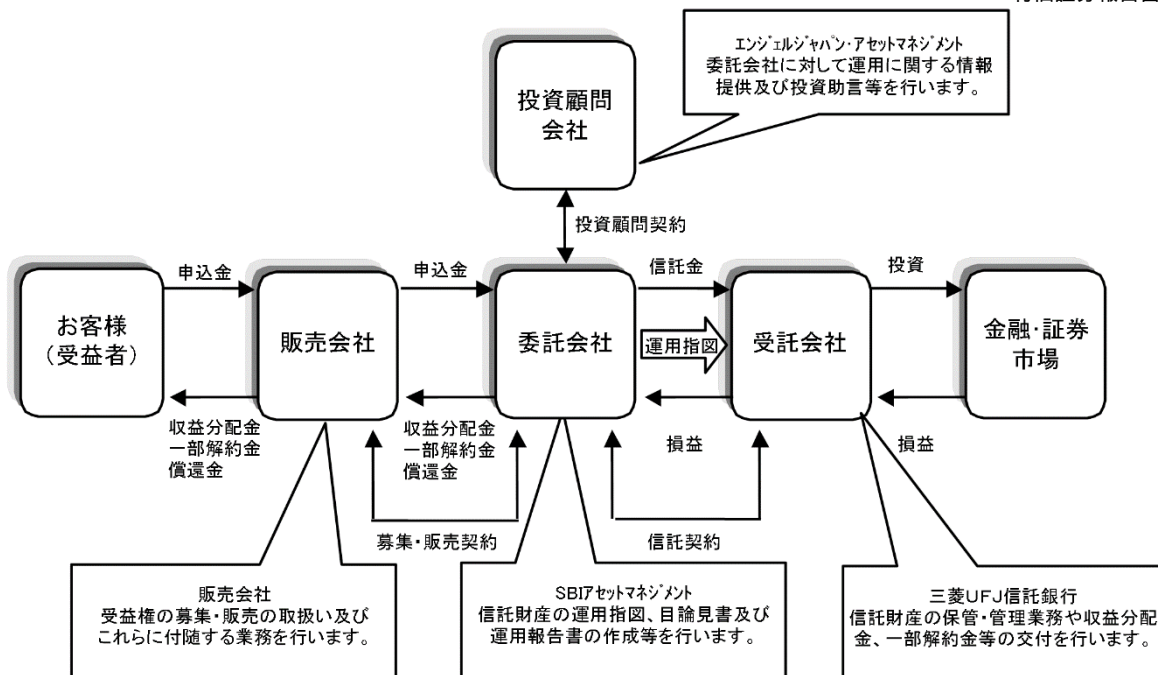 エンジェルジャパン・アセットマネジメント
委託会社に対して運用に関する情報
提供及び投資助言等を行います。
投資顧問
会社
投資顧問契約
申込金
申込金
信託金
投資
お客様
（受益者）
販売会社
委託会社
運用指図
受託会社
金融・証券
市場
収益分配金
一部解約金
償還金
収益分配金
一部解約金
償還金
損益
損益
募集・販売契約
信託契約
販売会社
受益権の募集・販売の取扱い及び
これらに付随する業務を行います。
SBIアセットマネジメント
信託財産の運用指図、目論見書及び
運用報告書の作成等を行います。
三菱UFJ信託銀行
信託財産の保管・管理業務や収益分配
金、一部解約金等の交付を行います。